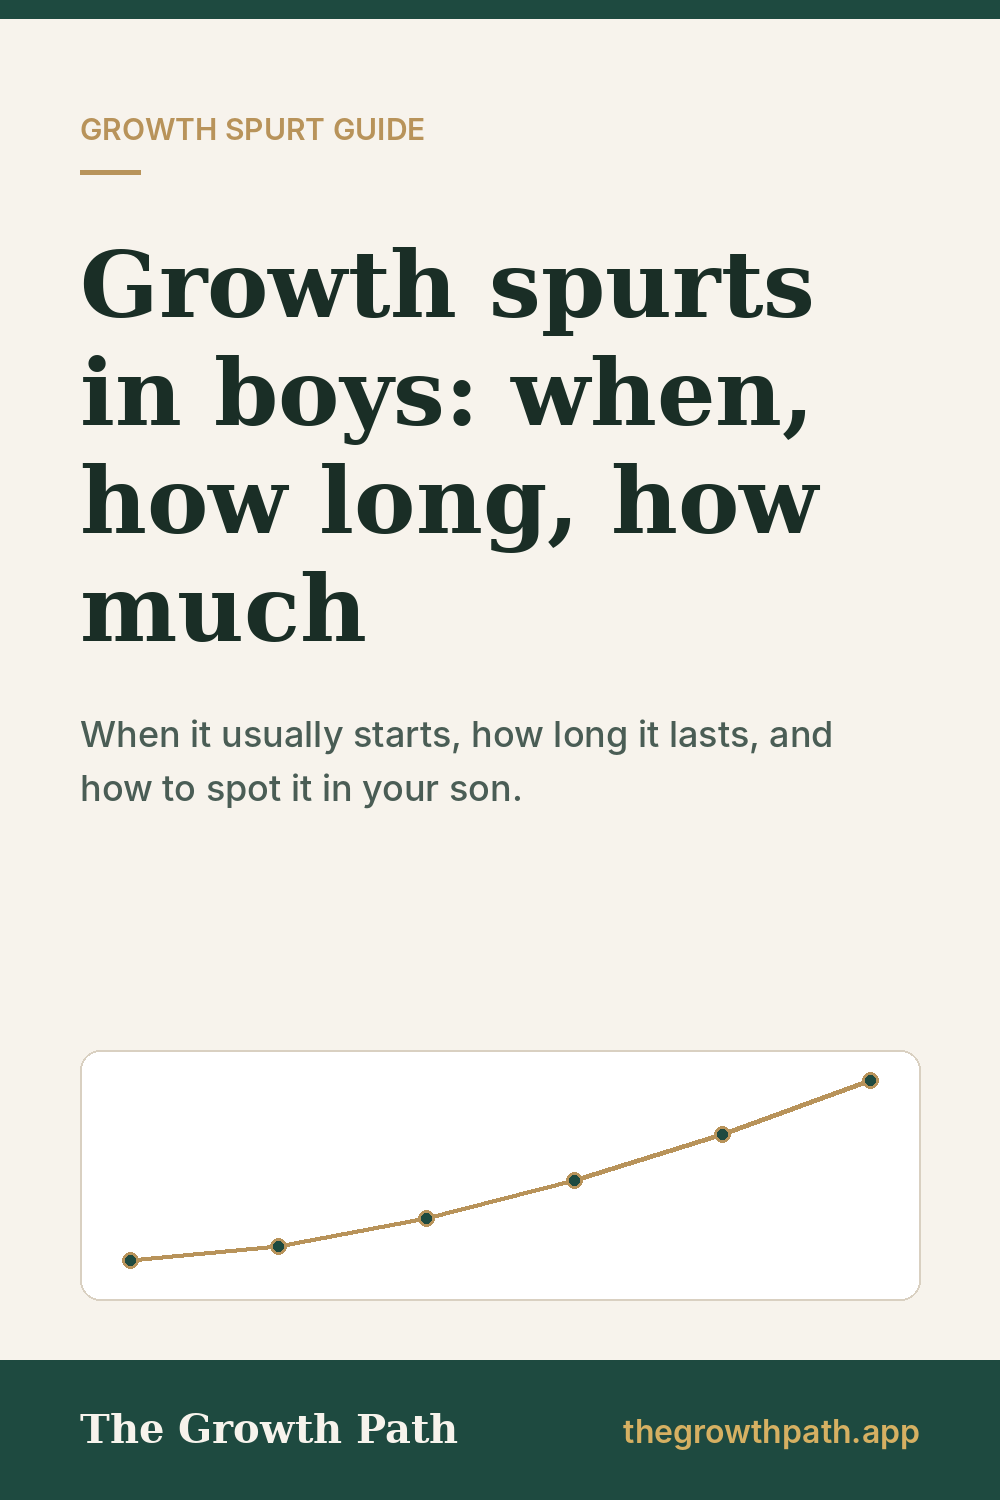 GROWTH SPURT GUIDE
Growth spurts
in boys: when,
how long, how
much
When it usually starts, how long it lasts, and
how to spot it in your son.
The Growth Path
thegrowthpath.app